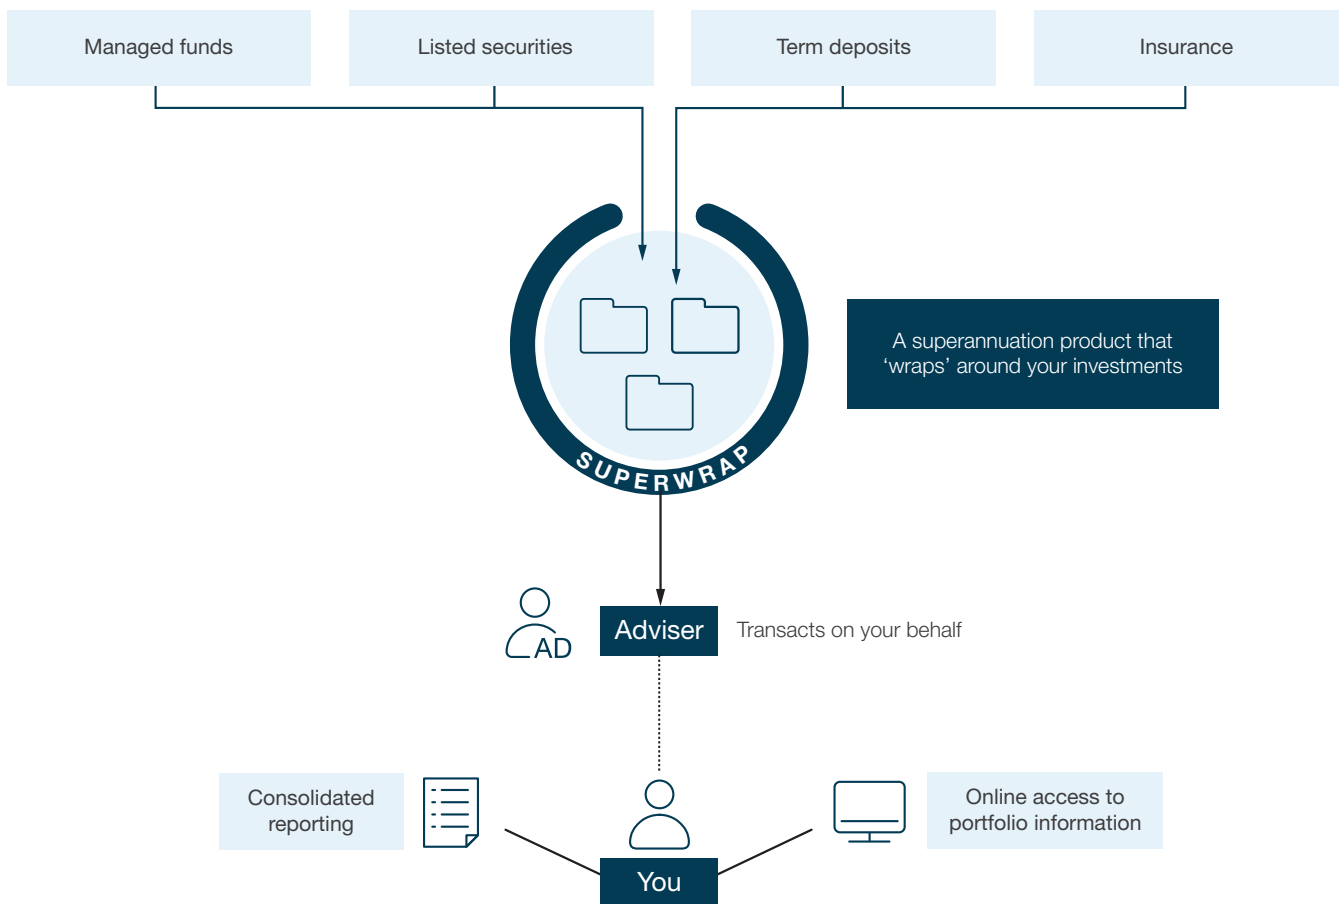 Managed funds
Listed securities
Term deposits
Insurance
A superannuation product that
‘wraps’ around your investments
SUPERWRAP
AD
Adviser
Transacts on your behalf
Consolidated
reporting
Online access to
portfolio information
You